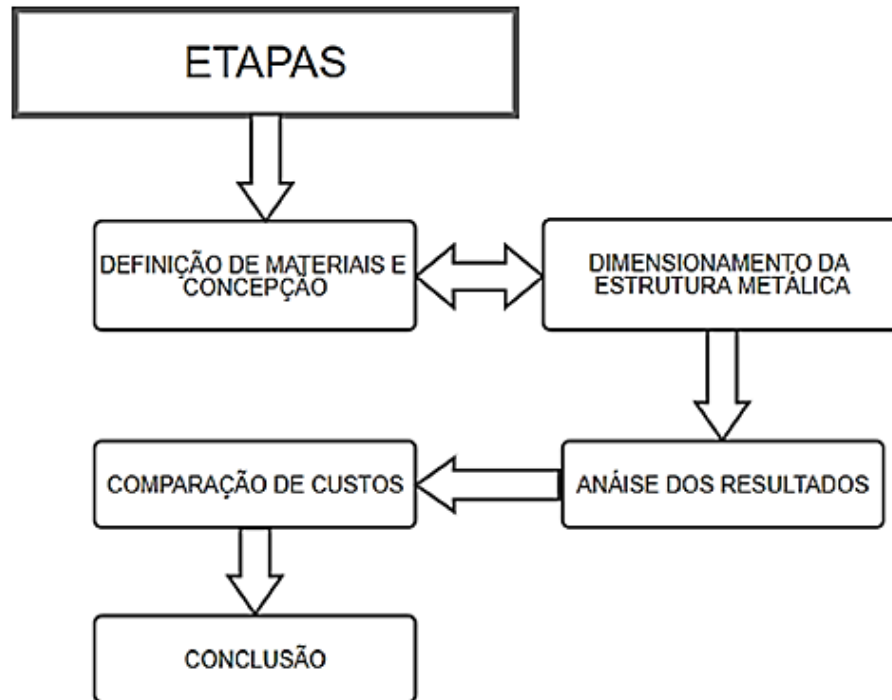 ETAPAS
DEFINIÇÃO DE MATERIAIS E
CONCEPÇÃO
DIMENSIONAMENTO DA
ESTRUTURA METÁLICA
ANÁISE DOS RESULTADOS
COMPARAÇÃO DE CUSTOS
CONCLUSÃO